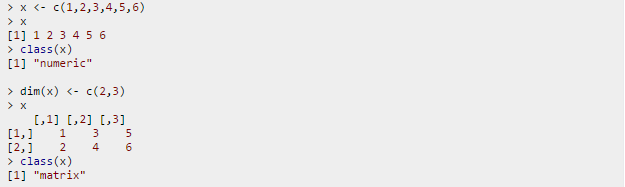 > x <- c(1,2,3,4,5,6)
> x
[1] 1 2 3 4 5 6
> class(x)
[1] "numeric"

> dim(x) <- c(2,3)
> x
     [,1] [,2] [,3]
[1,]    1    3    5
[2,]    2    4    6
> class(x)
[1] "matrix"